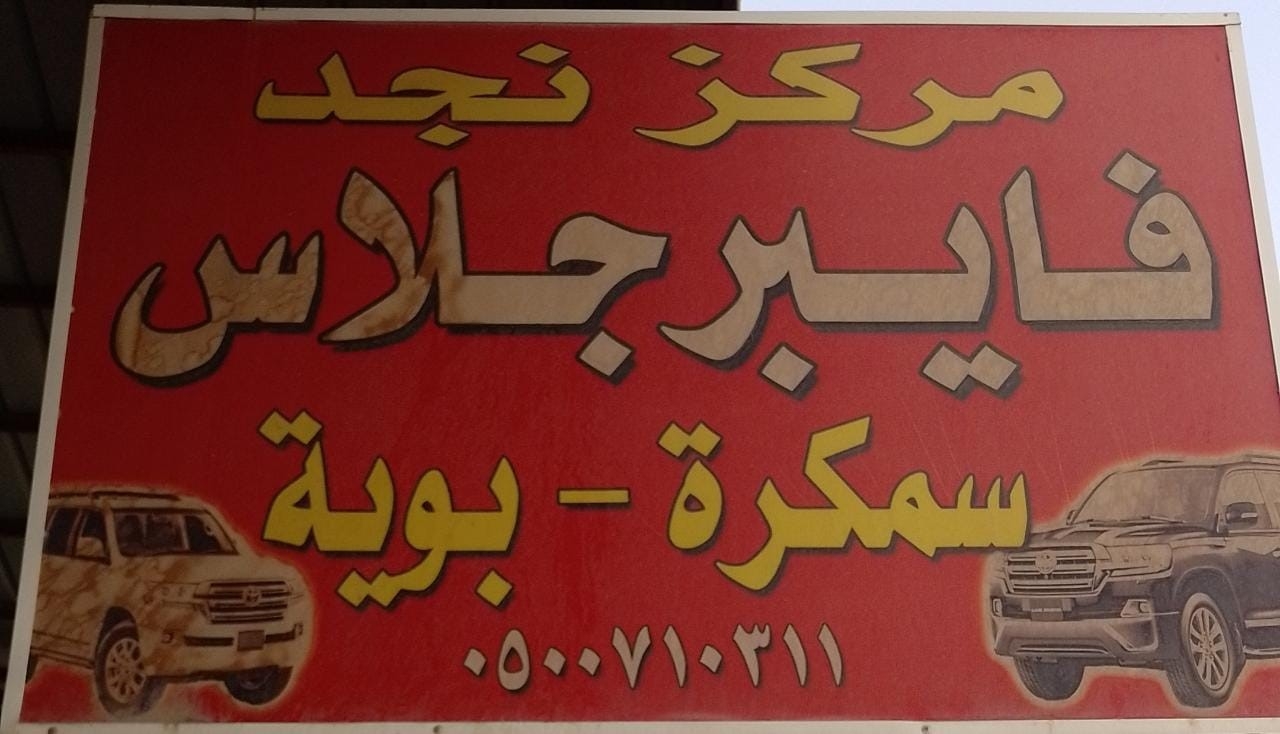 مركز نجد
فايبرجلاس
سمكرة - بوية
٠٥٠٠٧١٠٣١١